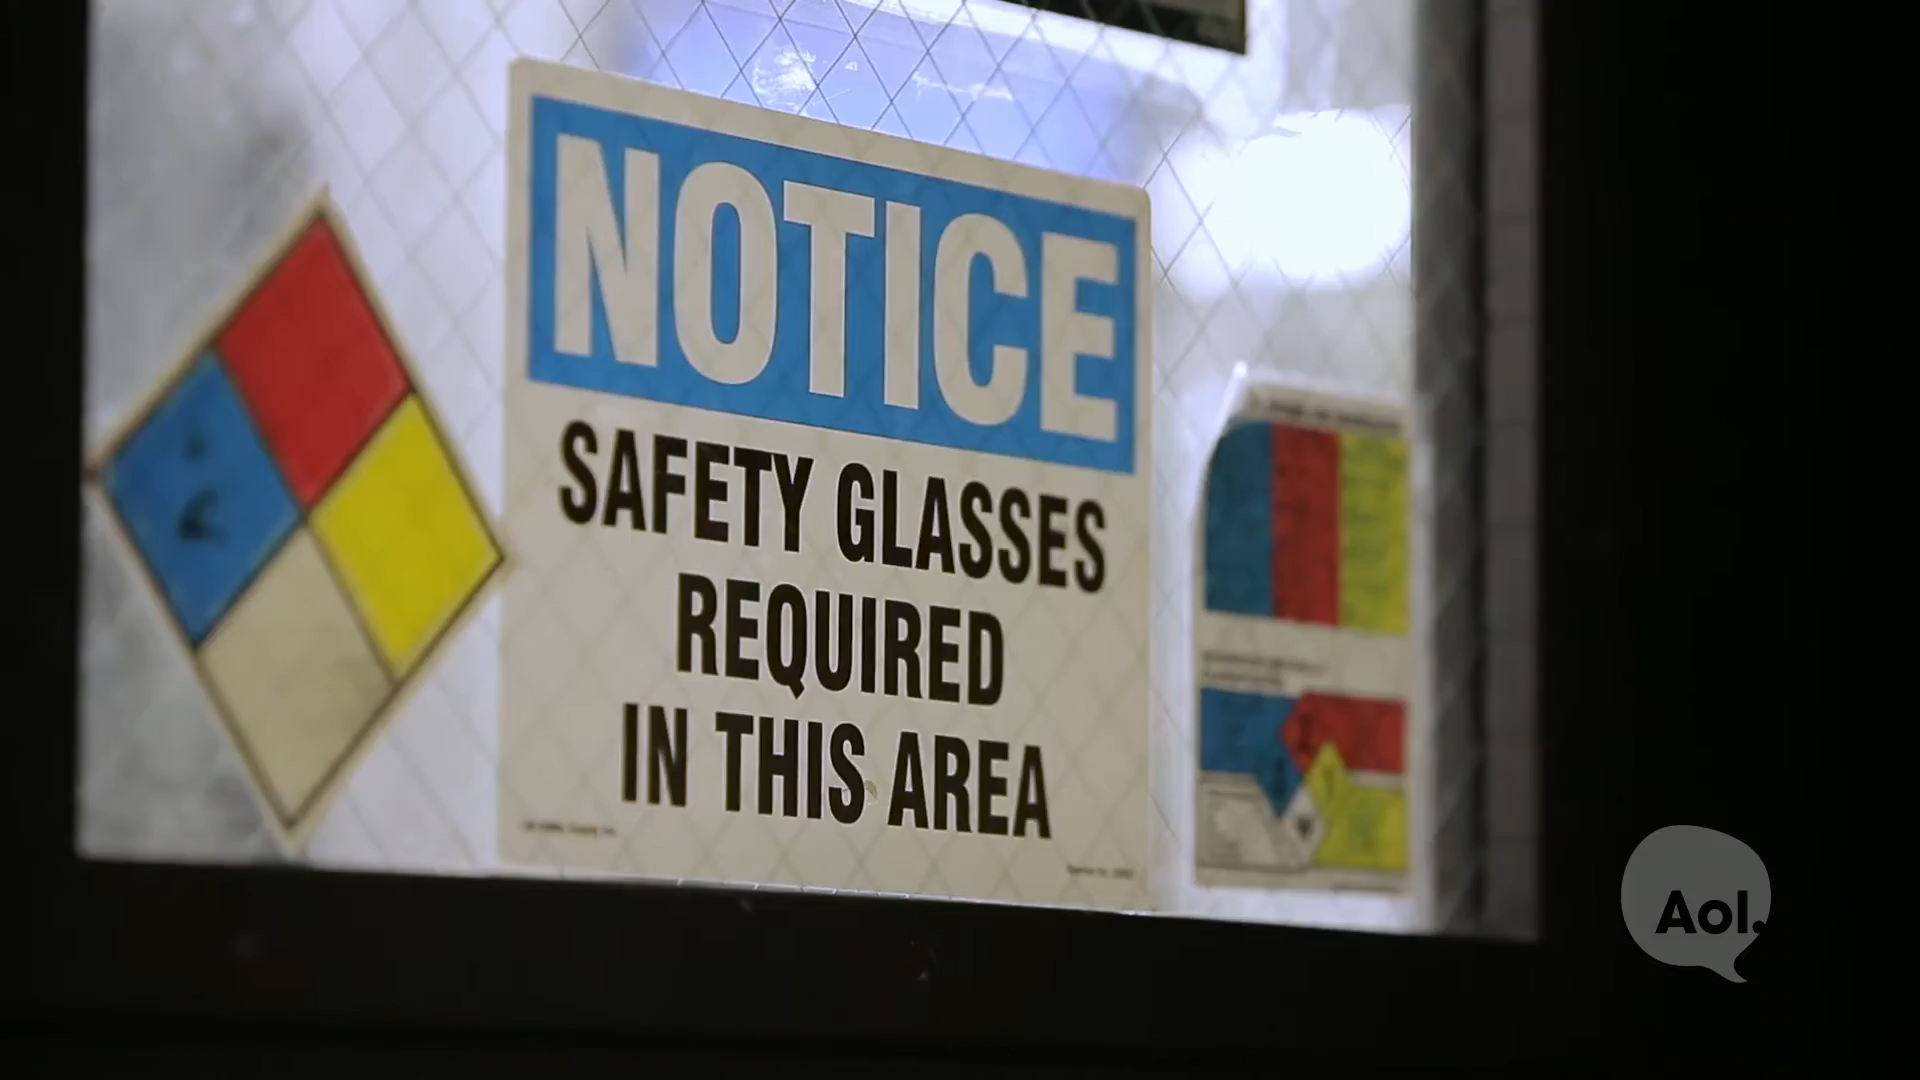 NOTICE
SAFETY GLASSES
REQUIRED
IN THIS AREA
Aol.